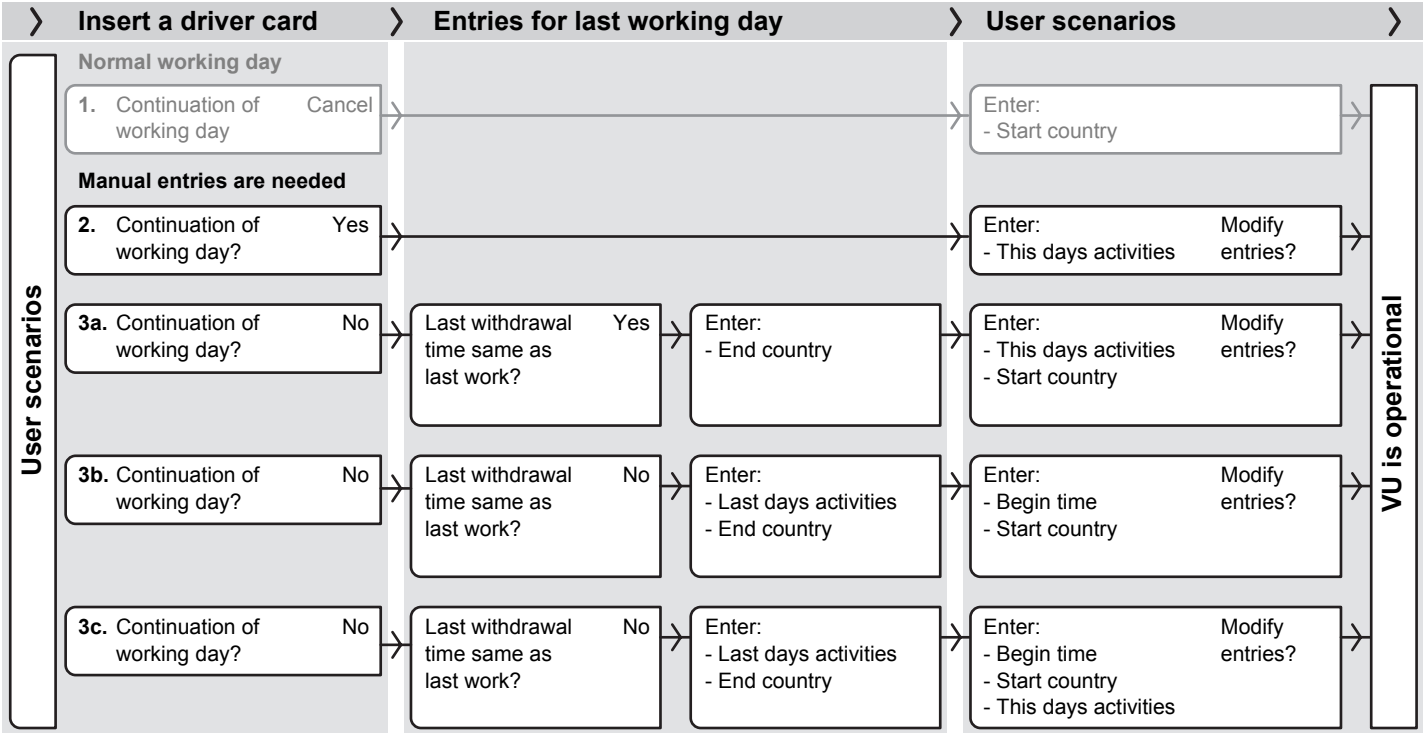 Insert a driver card
Entries for last working day
User scenarios
User scenarios
Normal working day
1. Continuation of Cancel
working day
Enter:
- Start country
Manual entries are needed
2. Continuation of Yes
working day?
Enter: Modify
- This days activities entries?
3a. Continuation of No
working day?
Last withdrawal Yes
time same as
last work?
Enter:
- End country
Enter: Modify
- This days activities entries?
- Start country
3b. Continuation of No
working day?
Last withdrawal No
time same as
last work?
Enter:
- Last days activities
- End country
Enter: Modify
- Begin time entries?
- Start country
3c. Continuation of No
working day?
Last withdrawal No
time same as
last work?
Enter:
- Last days activities
- End country
Enter: Modify
- Begin time entries?
- Start country
- This days activities
VU is operational